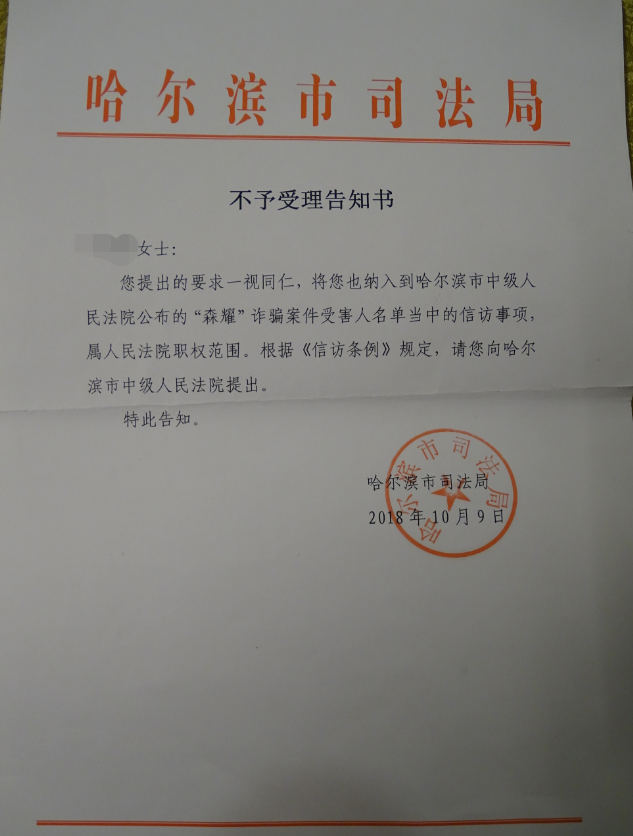 哈尔滨市司法局
不予受理告知书
女士：
您提出的要求一视同仁，将您也纳入到哈尔滨市中级人
民法院公布的“森耀”诈骗案件受害人名单当中的信访事项，
属人民法院职权范围。根据《信访条例》规定，请您向哈尔
滨市中级人民法院提出。
特此告知。
哈尔滨市司法局
2018年10月9日
哈尔滨市司法局